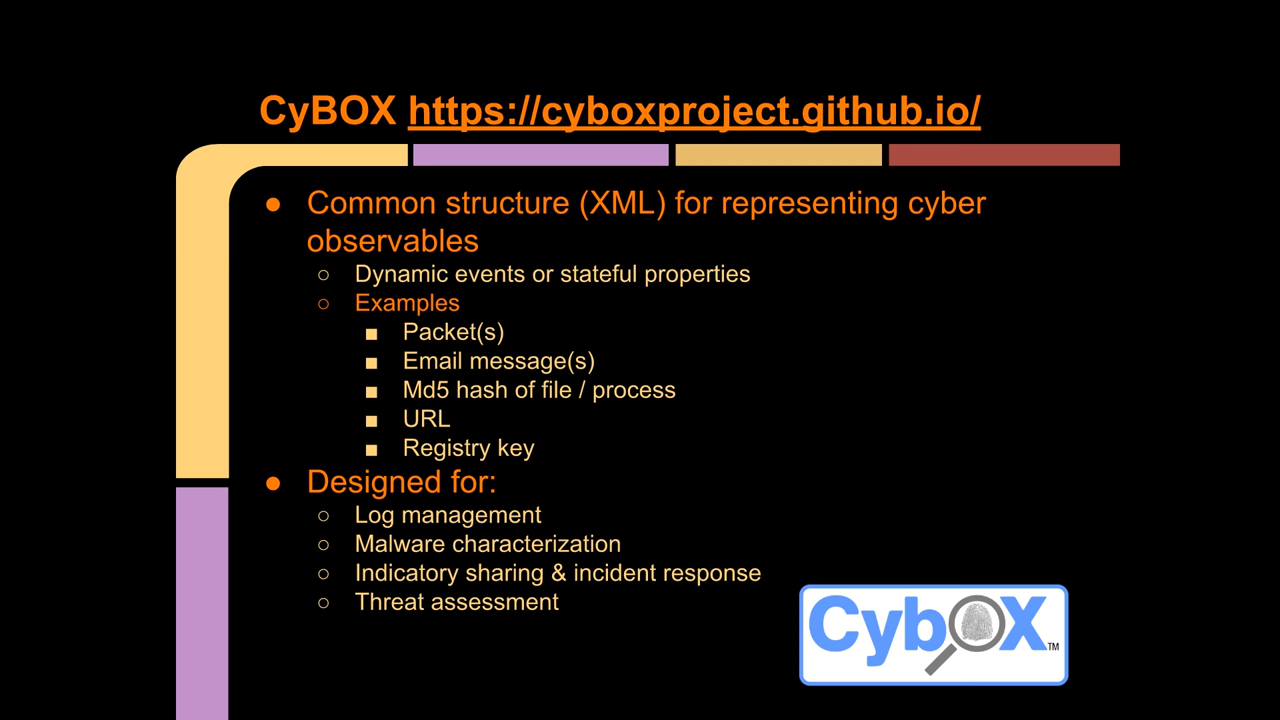 CyBOX https://cyboxproject.github.io/
● Common structure (XML) for representing cyber
observables
○ Dynamic events or stateful properties
○ Examples
■ Packet(s)
■ Email message(s)
■ Md5 hash of file / process
■ URL
■ Registry key
● Designed for:
○ Log management
○ Malware characterization
○ Indicatory sharing & incident response
○ Threat assessment
CybOX™